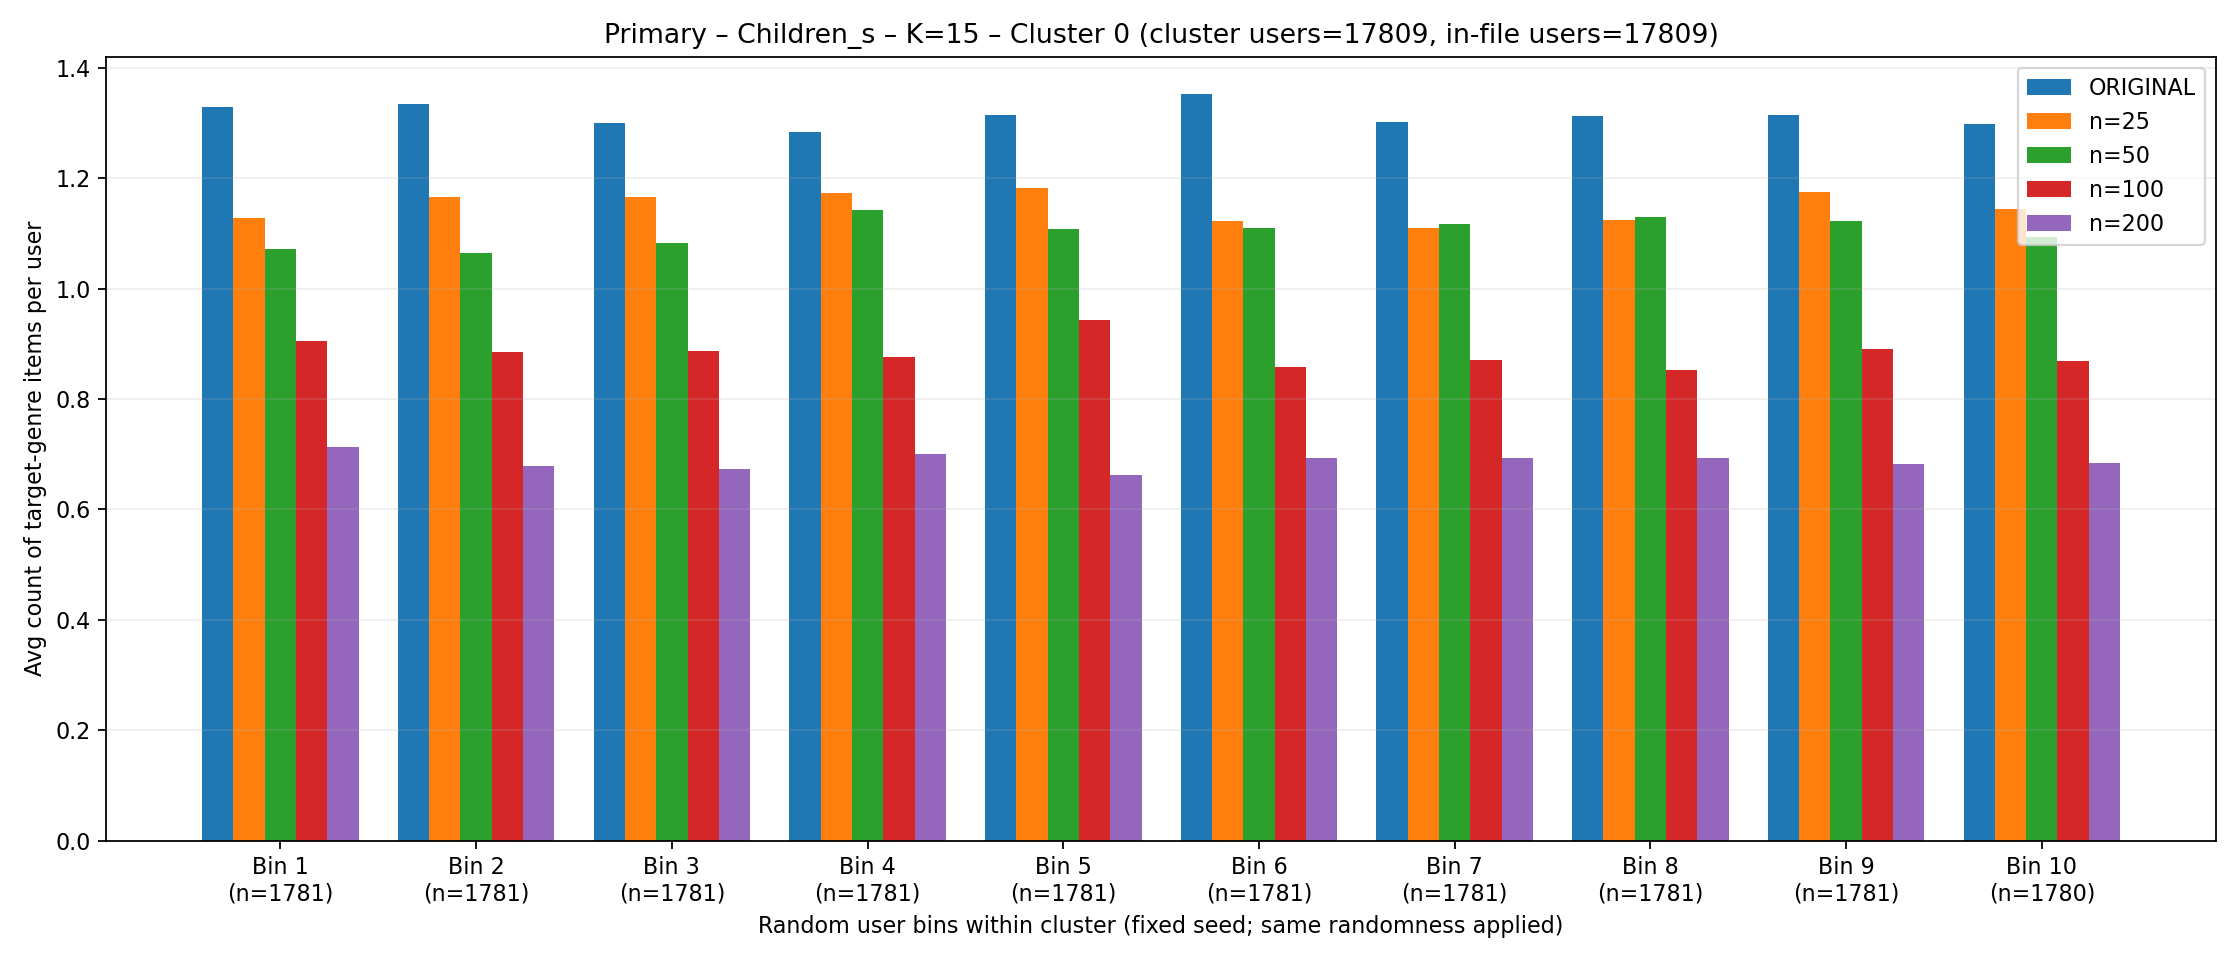 Primary – Children_s – K=15 – Cluster 0 (cluster users=17809, in-file users=17809)
Avg count of target-genre items per user
1.4
1.2
1.0
0.8
0.6
0.4
0.2
0.0
ORIGINAL
n=25
n=50
n=100
n=200
Bin 1
(n=1781)
Bin 2
(n=1781)
Bin 3
(n=1781)
Bin 4
(n=1781)
Bin 5
(n=1781)
Bin 6
(n=1781)
Bin 7
(n=1781)
Bin 8
(n=1781)
Bin 9
(n=1781)
Bin 10
(n=1780)
Random user bins within cluster (fixed seed; same randomness applied)